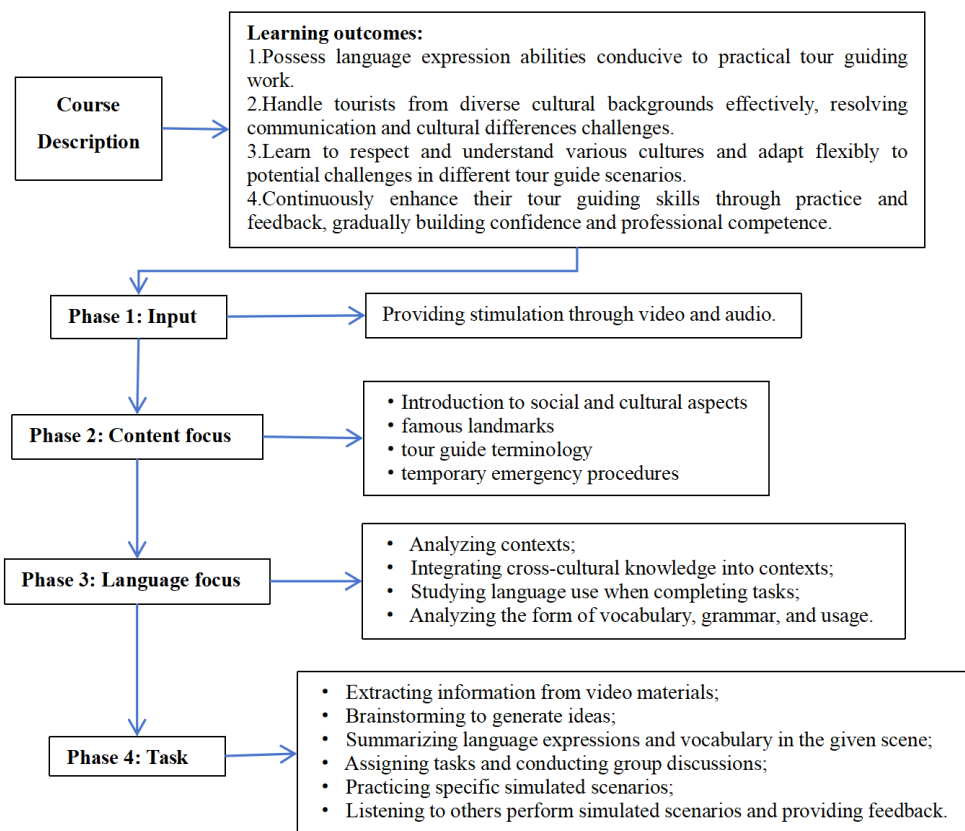 Course
Description
Learning outcomes:
1.Possess language expression abilities conducive to practical tour guiding
work.
2.Handle tourists from diverse cultural backgrounds effectively, resolving
communication and cultural differences challenges.
3.Learn to respect and understand various cultures and adapt flexibly to
potential challenges in different tour guide scenarios.
4.Continuously enhance their tour guiding skills through practice and
feedback, gradually building confidence and professional competence.
Phase 1: Input
Providing stimulation through video and audio.
Phase 2: Content focus
• Introduction to social and cultural aspects
• famous landmarks
• tour guide terminology
• temporary emergency procedures
Phase 3: Language focus
• Analyzing contexts;
• Integrating cross-cultural knowledge into contexts;
• Studying language use when completing tasks;
• Analyzing the form of vocabulary, grammar, and usage.
Phase 4: Task
• Extracting information from video materials;
• Brainstorming to generate ideas;
• Summarizing language expressions and vocabulary in the given scene;
• Assigning tasks and conducting group discussions;
• Practicing specific simulated scenarios;
• Listening to others perform simulated scenarios and providing feedback.